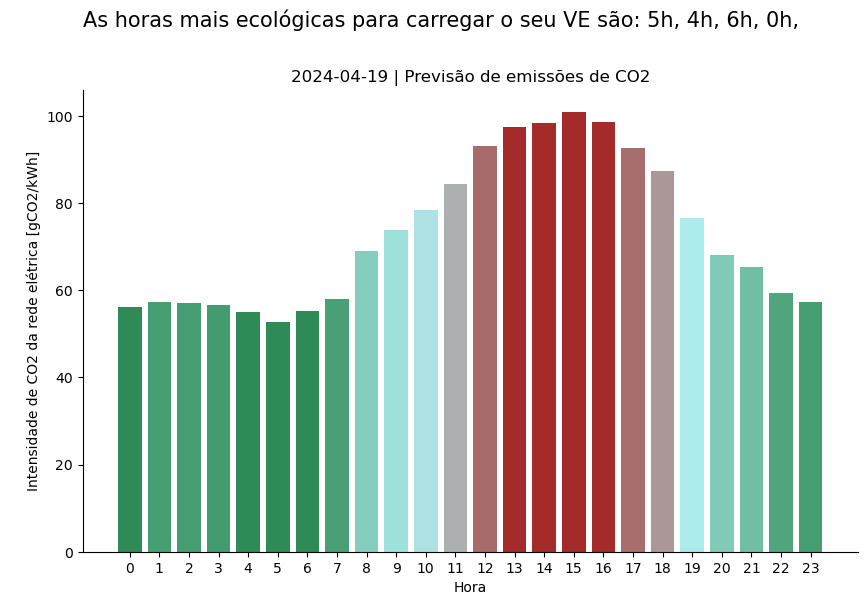 As horas mais ecológicas para carregar o seu VE são: 5h, 4h, 6h, 0h,
2024-04-19 | Previsão de emissões de CO2
Intensidade de CO2 da rede elétrica [gCO2/kWh]
100
80
60
40
20
0
0 1 2 3 4 5 6 7 8 9 10 11 12 13 14 15 16 17 18 19 20 21 22 23
Hora